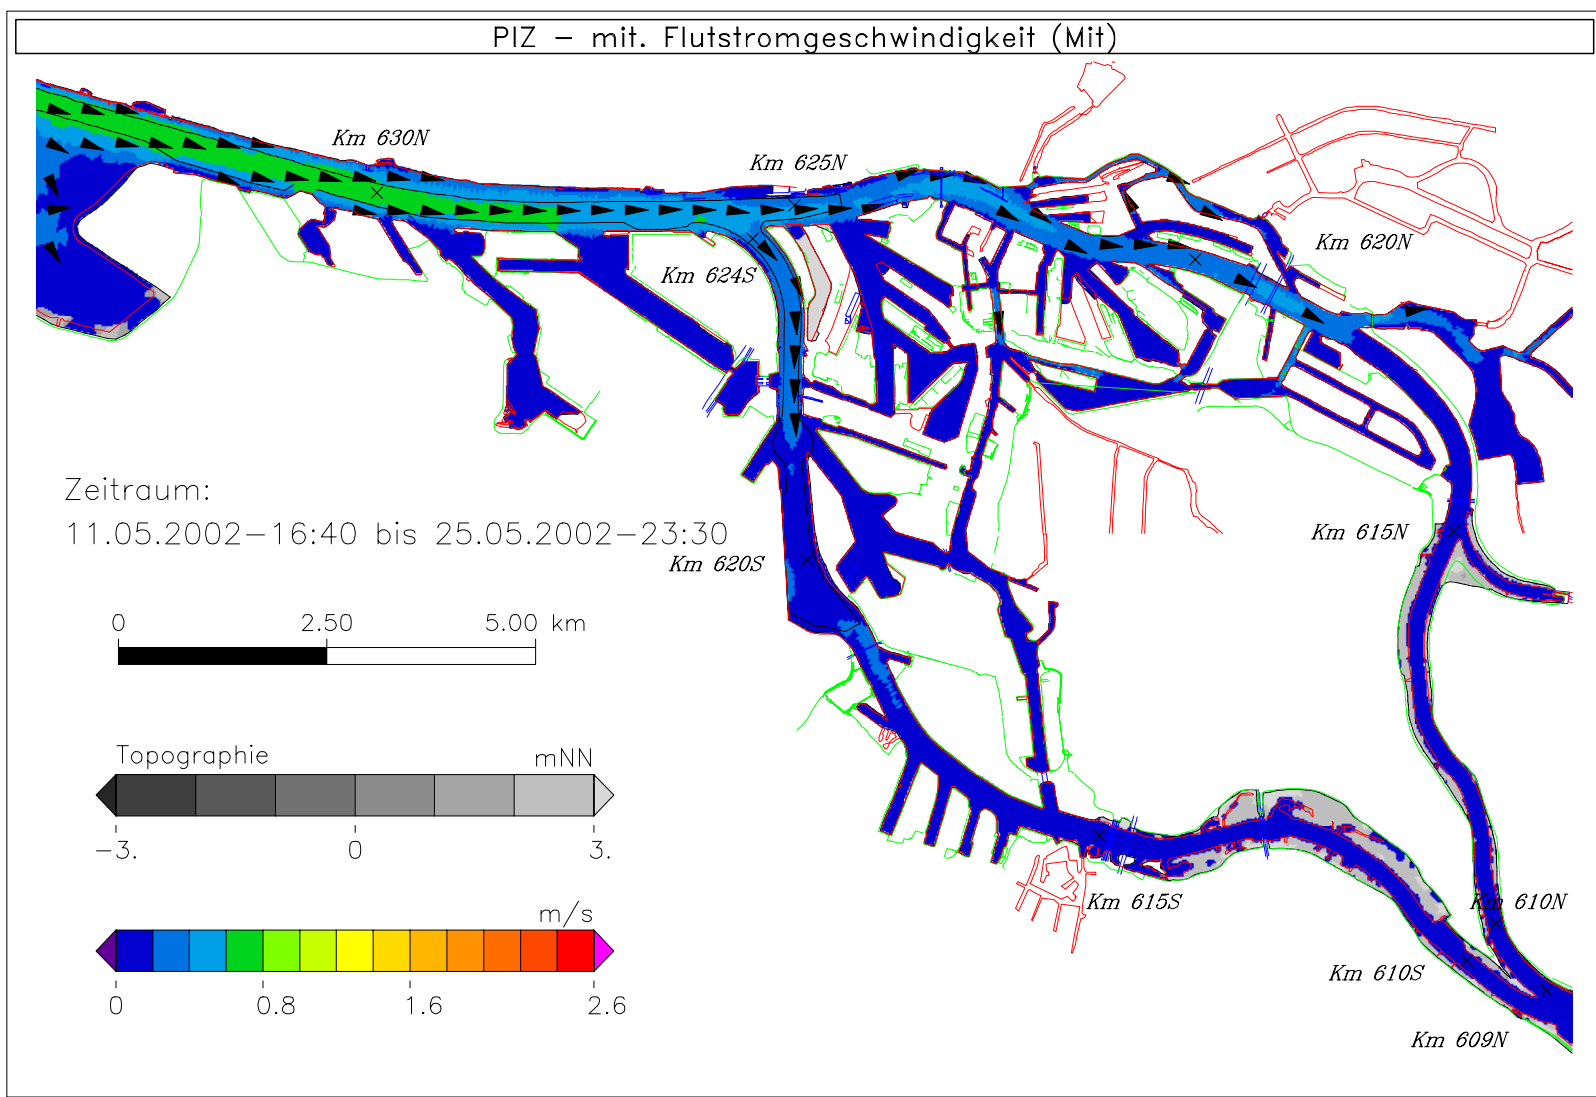 PIZ - mit. Flutstromgeschwindigkeit (Mit)
Km 630N
Km 625N
Km 620N
Km 624S
Zeitraum:
11.05.2002-16:40 bis 25.05.2002-23:30
Km 615N
Km 620S
0 2.50 5.00 km
Topographie mNN
-3. 0 3.
Km 615S
Km 610N
m/s
Km 610S
0 0.8 1.6 2.6
Km 609N